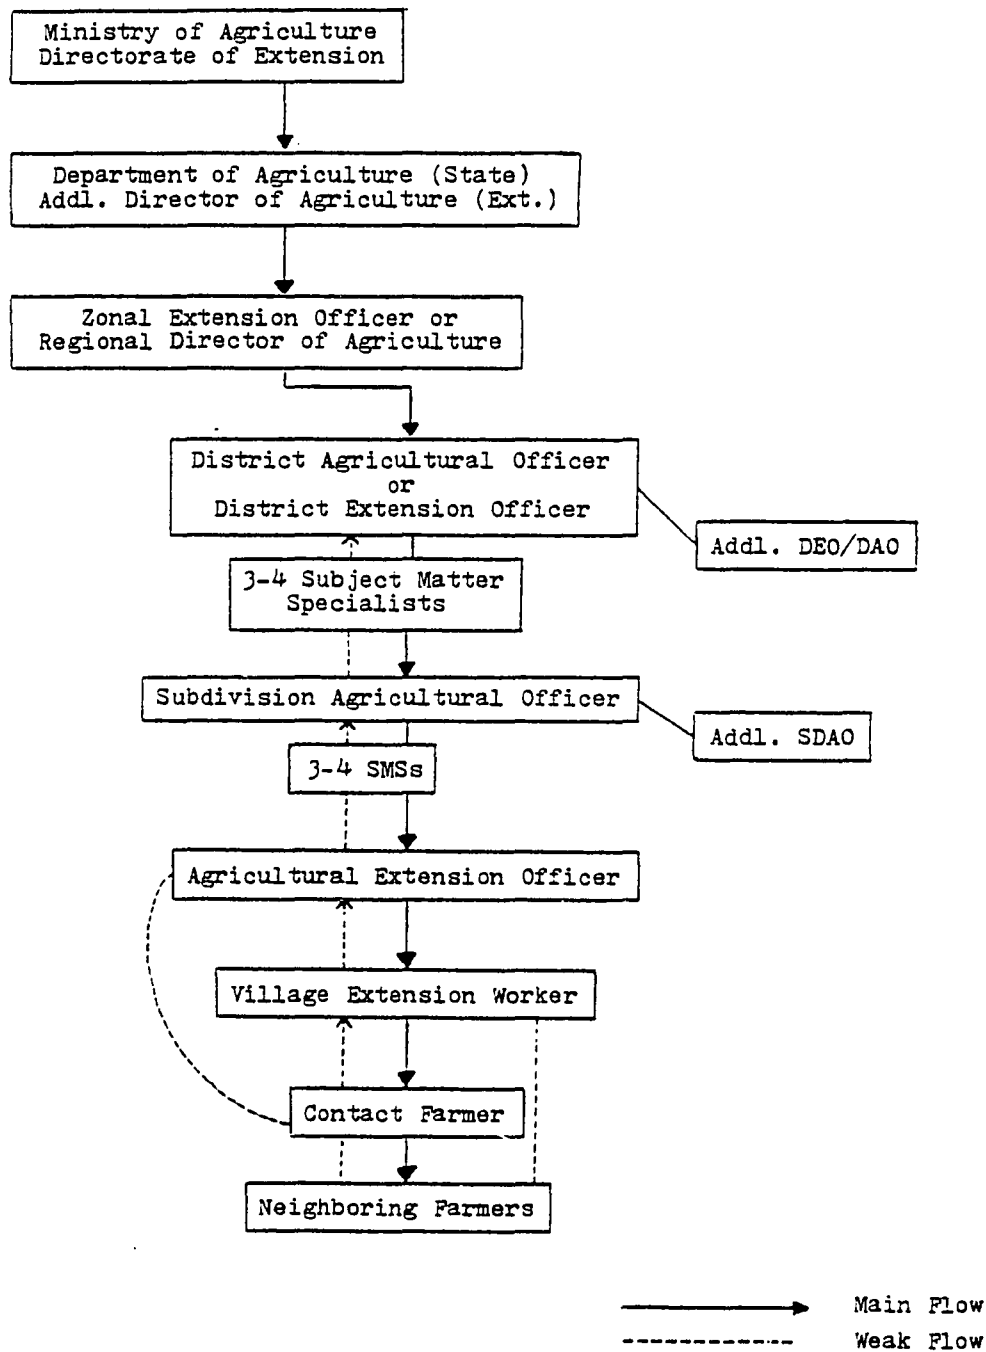 Ministry of Agriculture
Directorate of Extension
Department of Agriculture (State)
Addl. Director of Agriculture (Ext.)
Zonal Extension Officer or
Regional Director of Agriculture
District Agricultural Officer
or
District Extension Officer
Addl. DEO/DAO
3-4 Subject Matter
Specialists
Subdivision Agricultural Officer
Addl. SDAO
3-4 SMSs
Agricultural Extension Officer
Village Extension Worker
Contact Farmer
Neighboring Farmers
Main Flow
Weak Flow